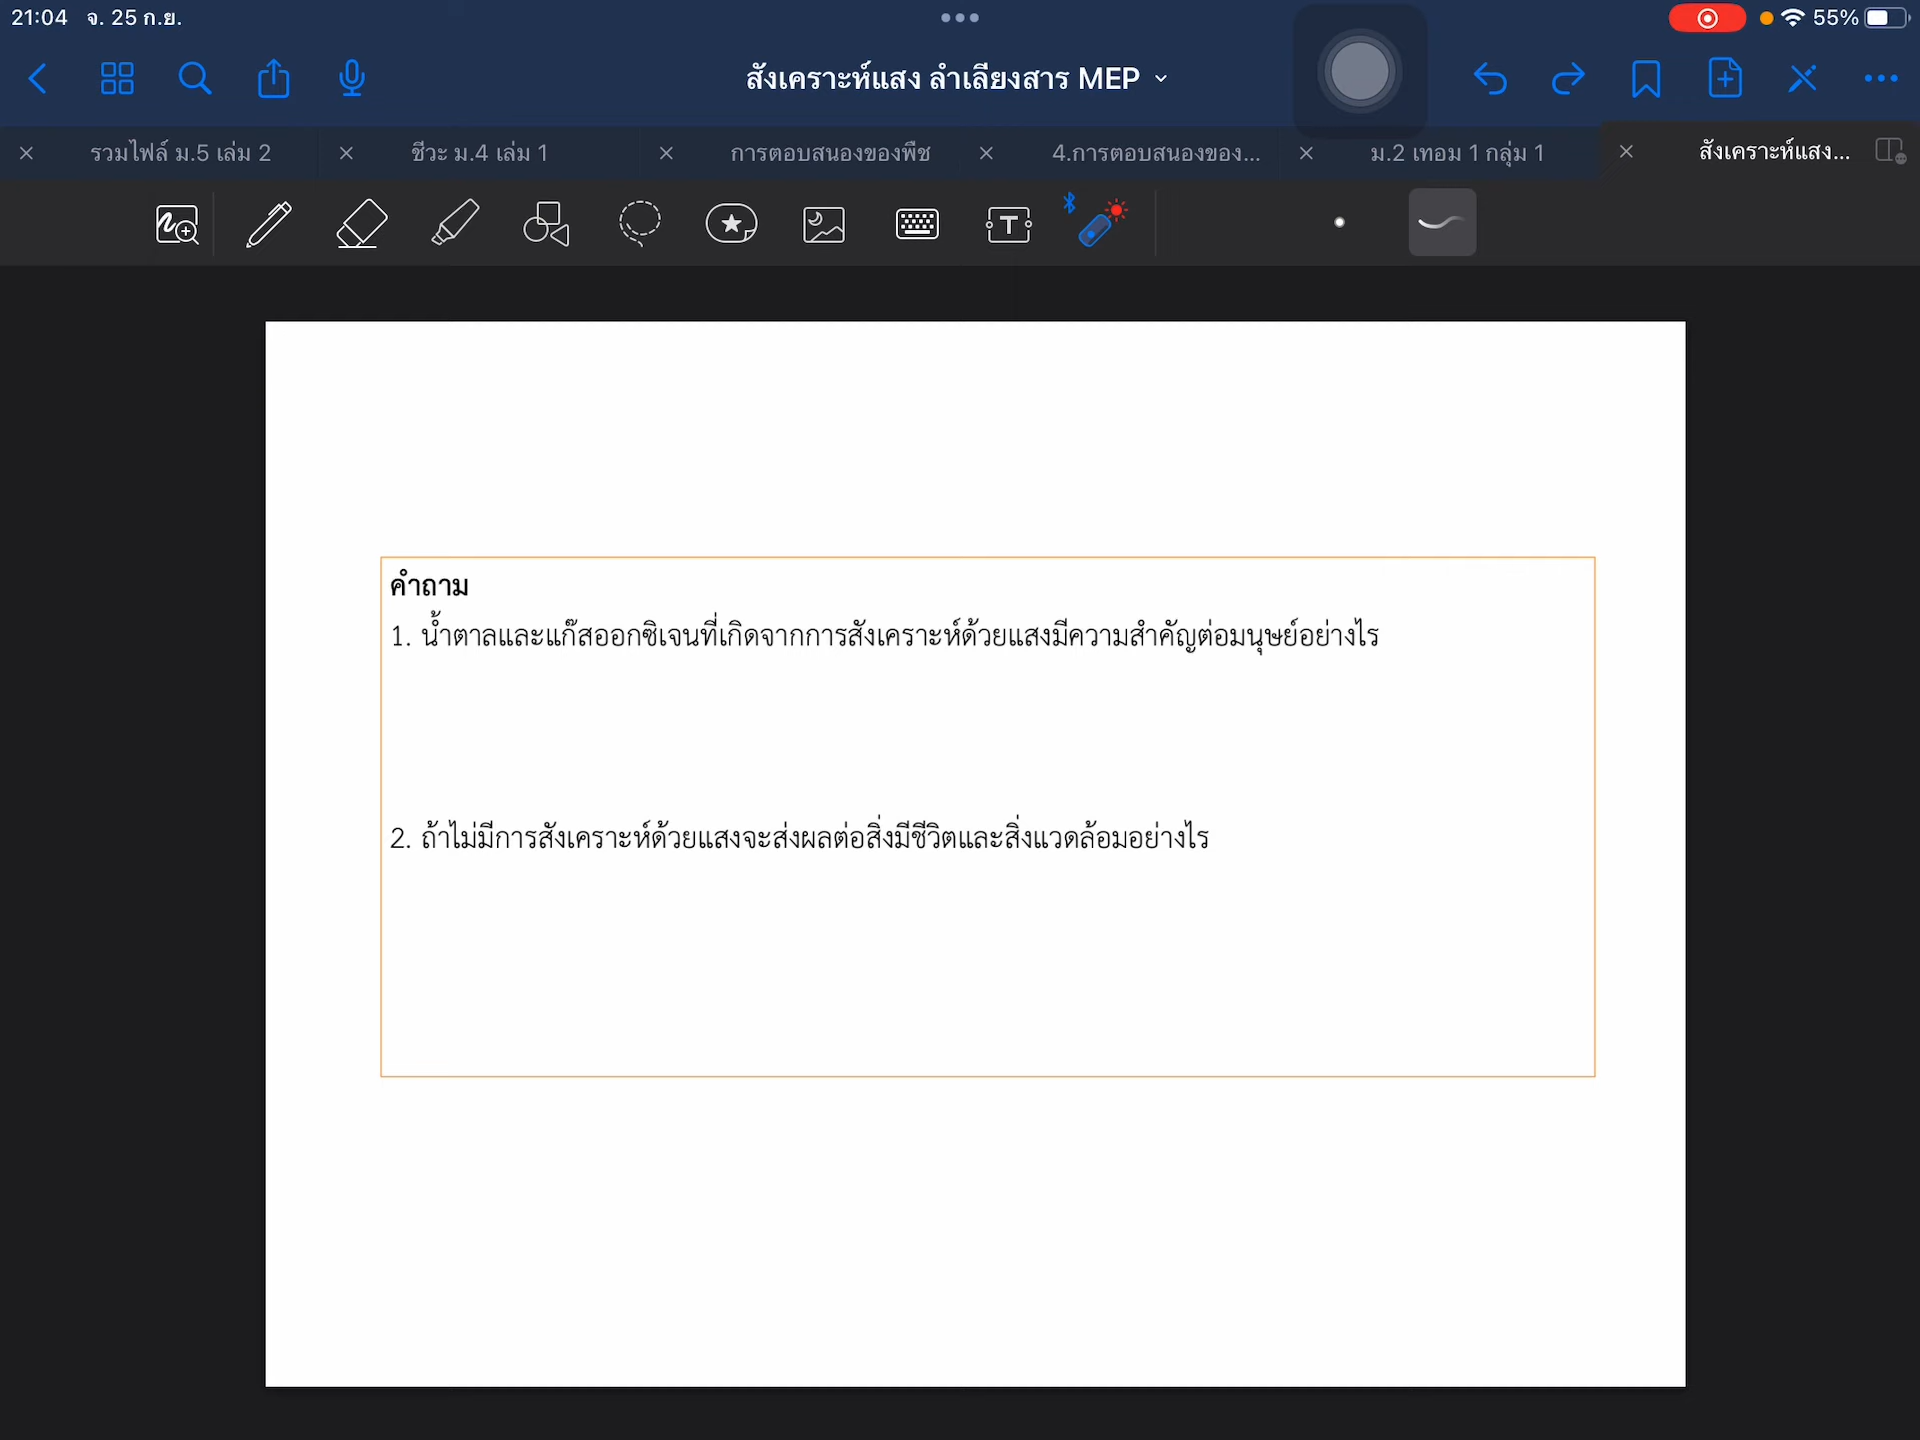 21:04 จ. 25 ก.ย.
55%
สังเคราะห์แสง ลำเลียงสาร MEP
รวมไฟล์ ม.5 เล่ม 2
ชีวะ ม.4 เล่ม 1
การตอบสนองของพืช
4.การตอบสนองของ...
ม.2 เทอม 1 กลุ่ม 1
สังเคราะห์แสง...
คำถาม
1. น้ำตาลและแก๊สออกซิเจนที่เกิดจากการสังเคราะห์ด้วยแสงมีความสำคัญต่อมนุษย์อย่างไร
2. ถ้าไม่มีการสังเคราะห์ด้วยแสงจะส่งผลต่อสิ่งมีชีวิตและสิ่งแวดล้อมอย่างไร